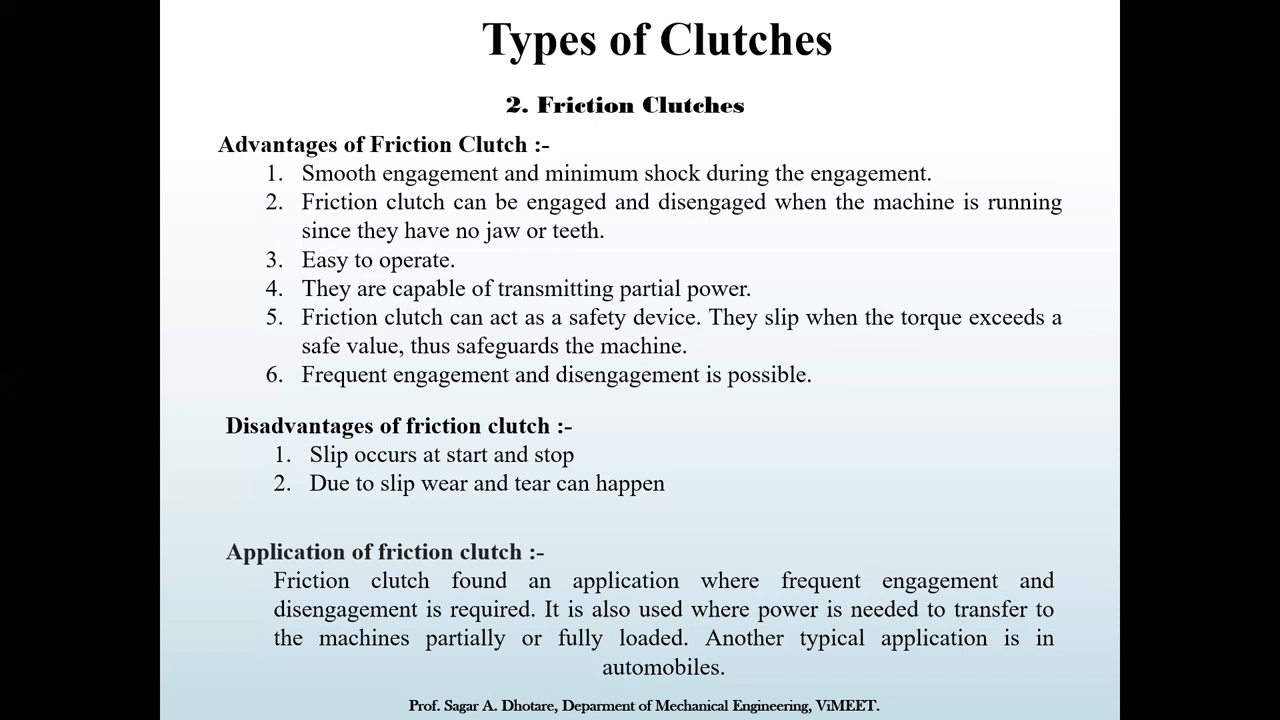 Types of Clutches
2. Friction Clutches
Advantages of Friction Clutch :-
1. Smooth engagement and minimum shock during the engagement.
2. Friction clutch can be engaged and disengaged when the machine is running
since they have no jaw or teeth.
3. Easy to operate.
4. They are capable of transmitting partial power.
5. Friction clutch can act as a safety device. They slip when the torque exceeds a
safe value, thus safeguards the machine.
6. Frequent engagement and disengagement is possible.
Disadvantages of friction clutch :-
1. Slip occurs at start and stop
2. Due to slip wear and tear can happen
Application of friction clutch :-
Friction clutch found an application where frequent engagement and
disengagement is required. It is also used where power is needed to transfer to
the machines partially or fully loaded. Another typical application is in
automobiles.
Prof. Sagar A. Dhotare, Deparment of Mechanical Engineering, ViMEET.